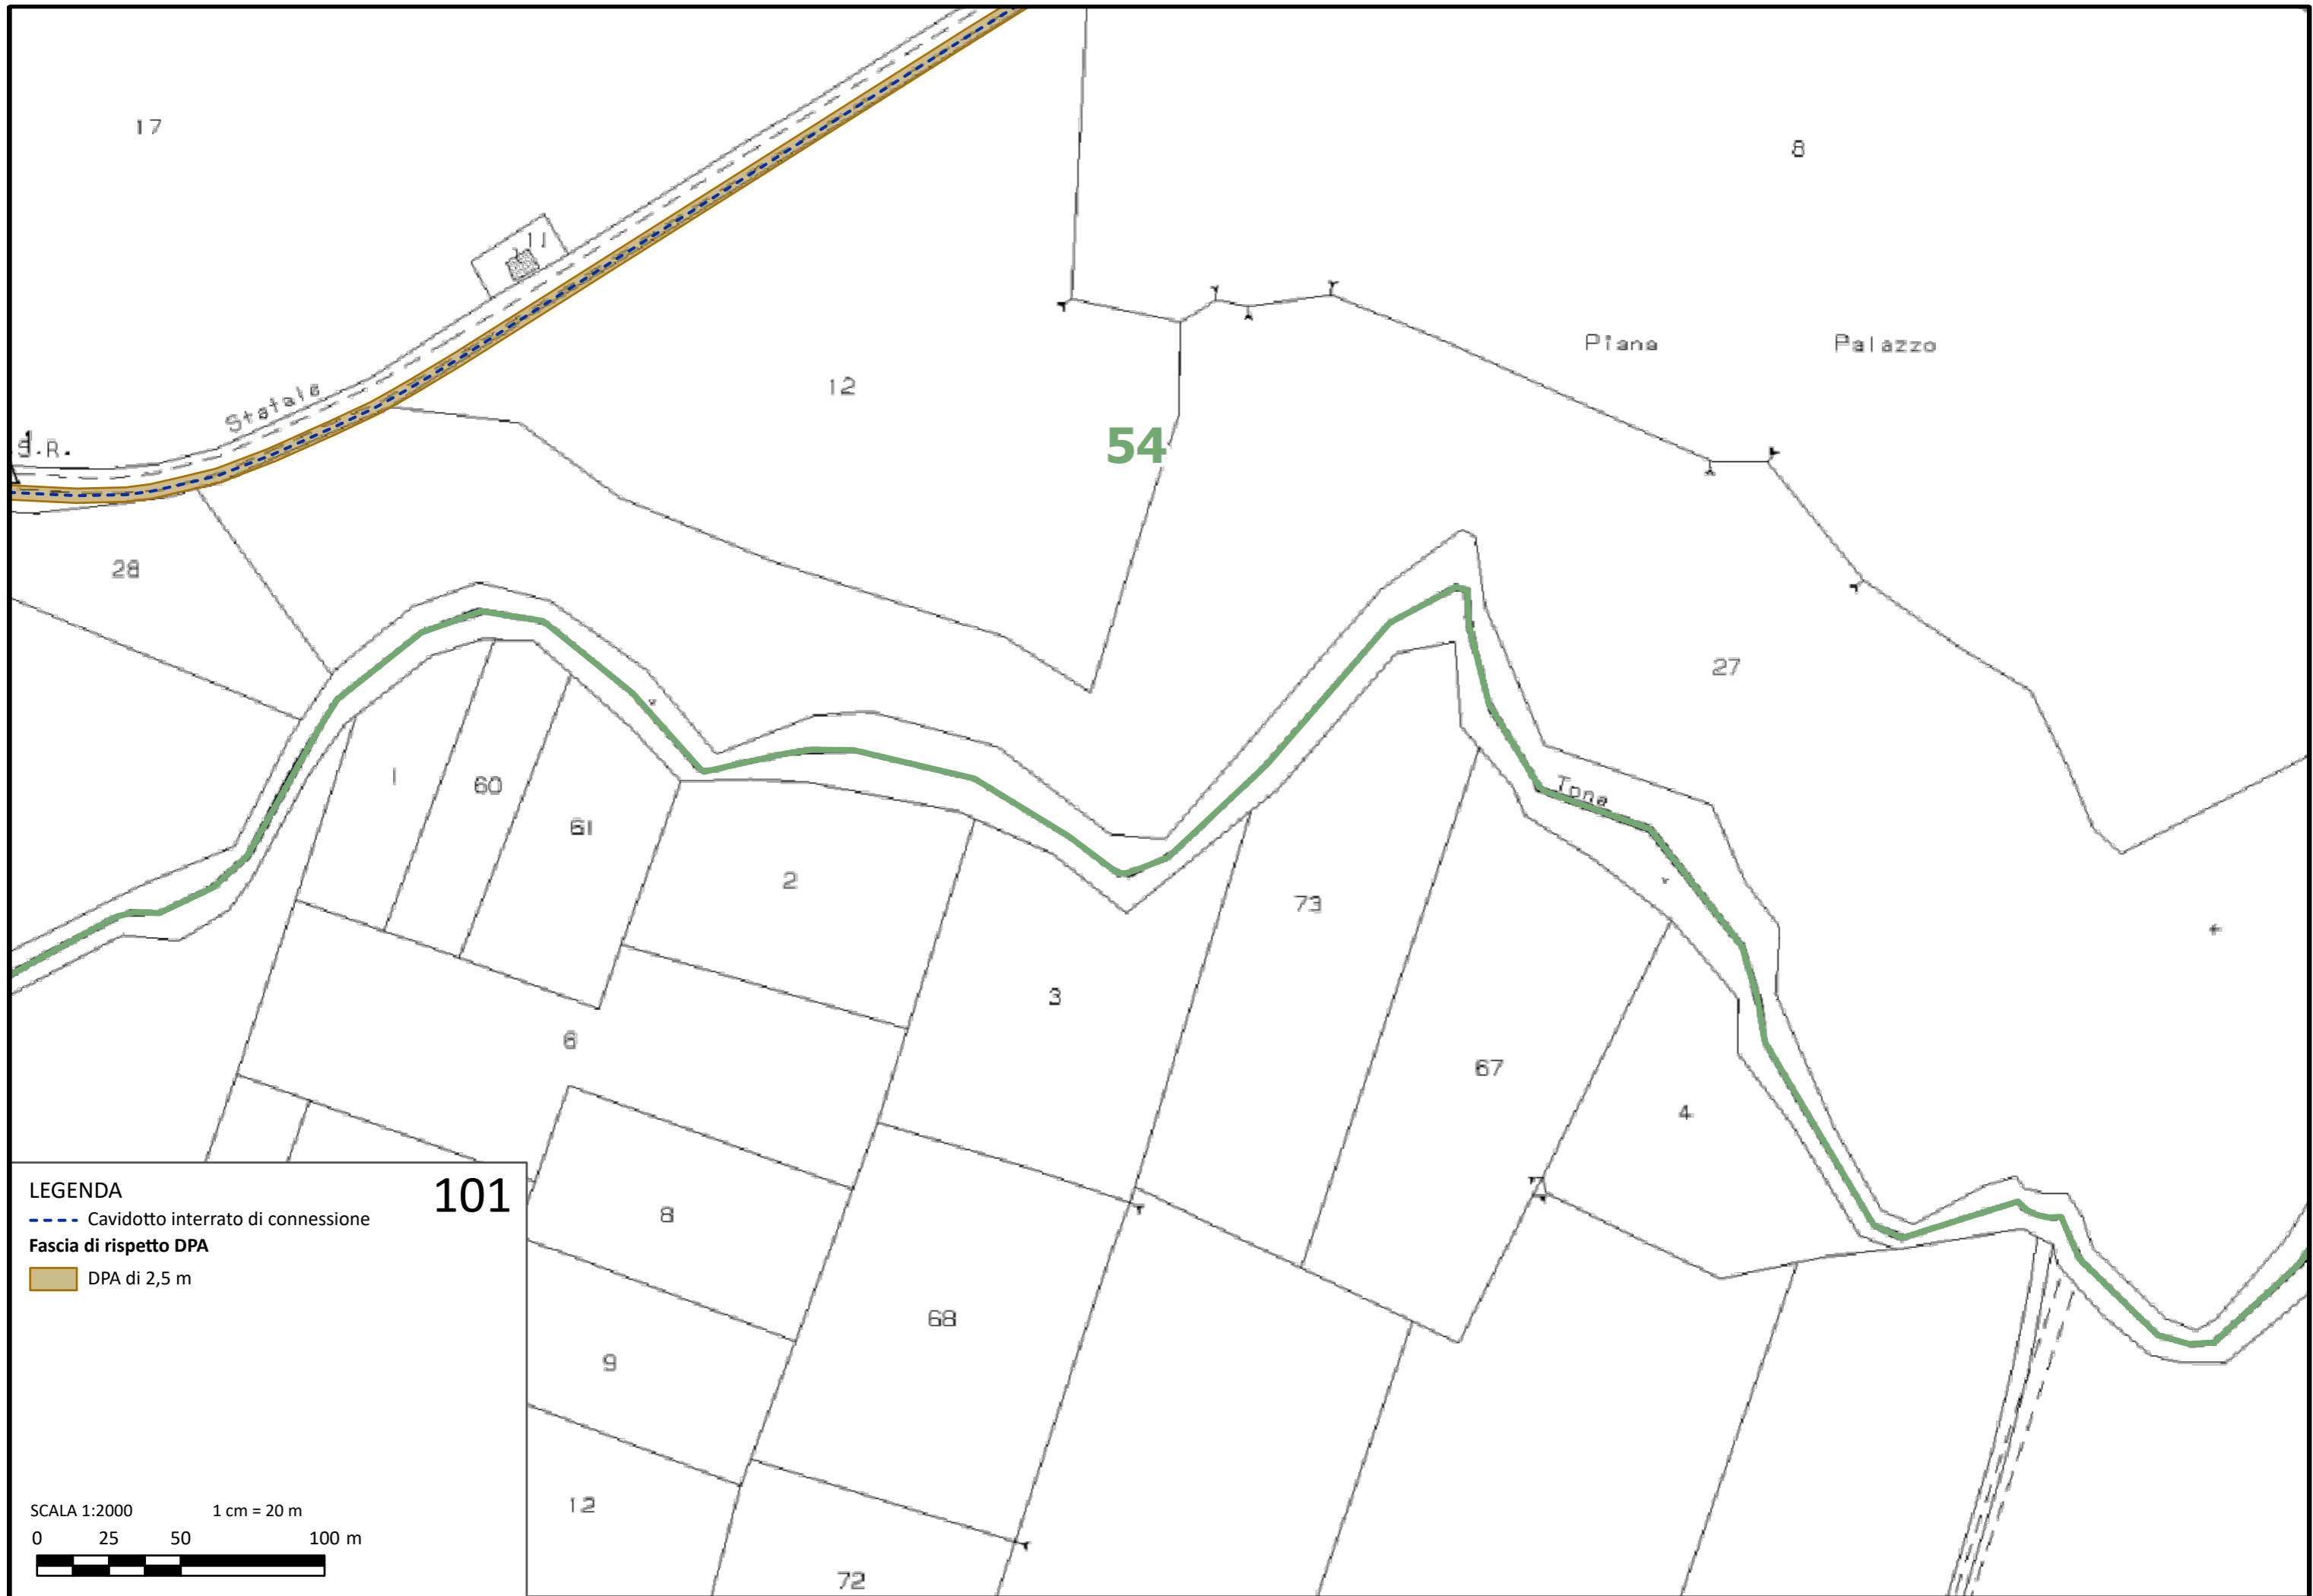 17
8
11
Statale
Piana Palazzo
12
54
S.R.
28
27
1
60
61
Tona
2
73
3
6
67
4
8
68
9
12
72
LEGENDA
101
Cavidotto interrato di connessione
Fascia di rispetto DPA
DPA di 2,5 m
SCALA 1:2000 1 cm = 20 m
0 25 50 100 m